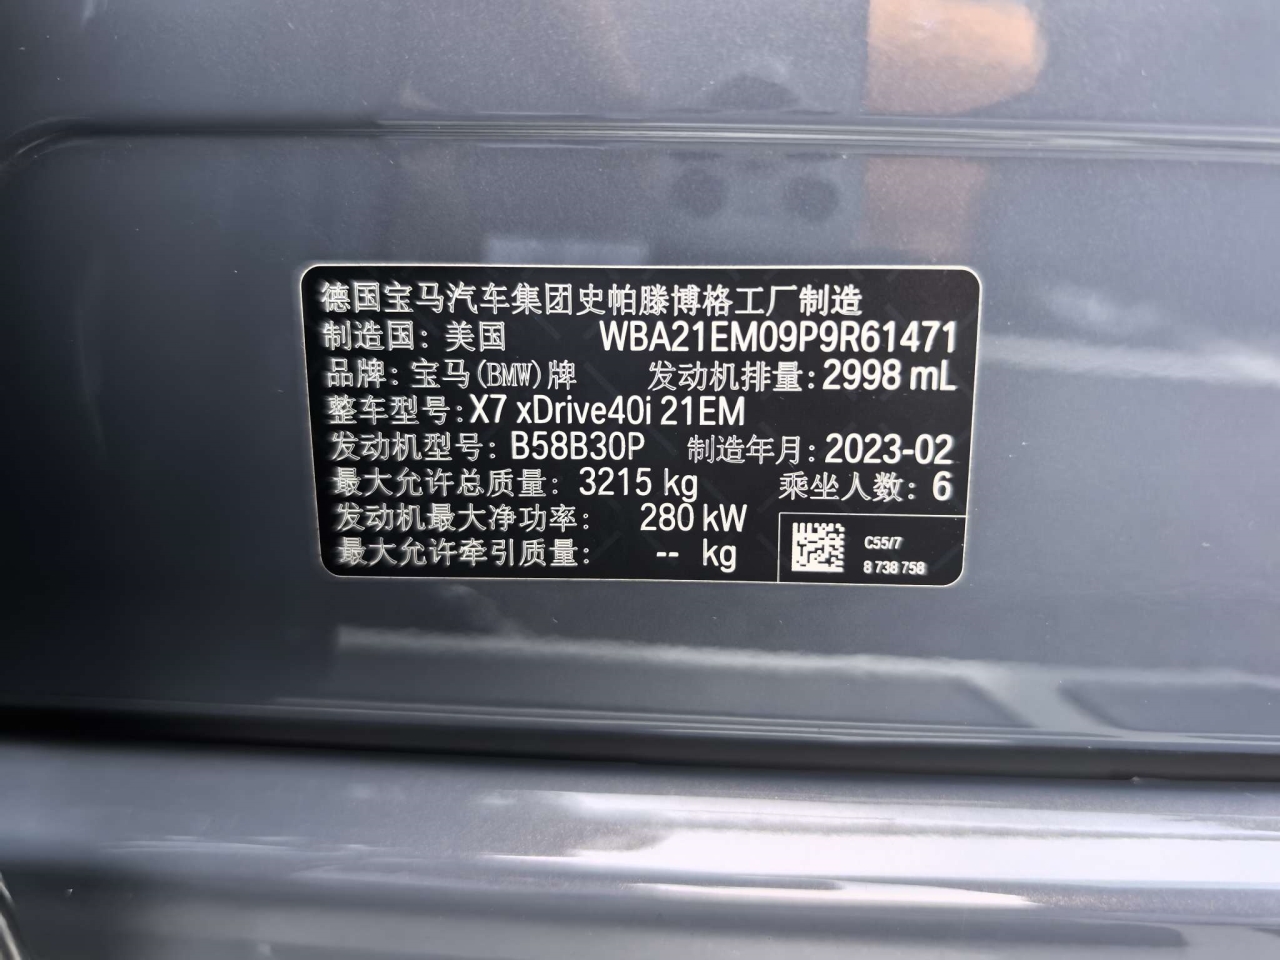 德国宝马汽车集团史帕滕博格工厂制造
制造国: 美国 WBA21EM09P9R61471
品牌: 宝马(BMW)牌 发动机排量: 2998 mL
整车型号: X7 xDrive40i 21EM
发动机型号: B58B30P 制造年月: 2023-02
最大允许总质量: 3215 kg 乘坐人数: 6
发动机最大净功率: 280 kW
最大允许牵引质量: -- kg
C55/7
8 738 758